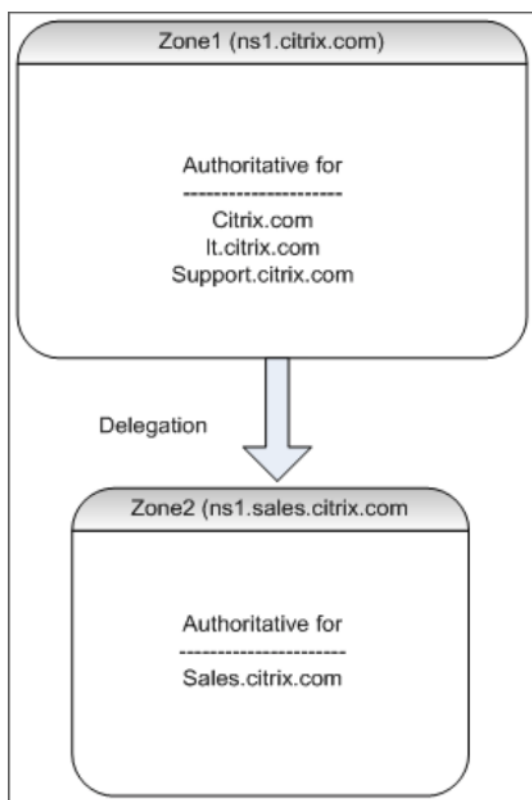 Zone1 (ns1.citrix.com)
Authoritative for
---------------------
Citrix.com
It.citrix.com
Support.citrix.com
Delegation
Zone2 (ns1.sales.citrix.com
Authoritative for
----------------------
Sales.citrix.com